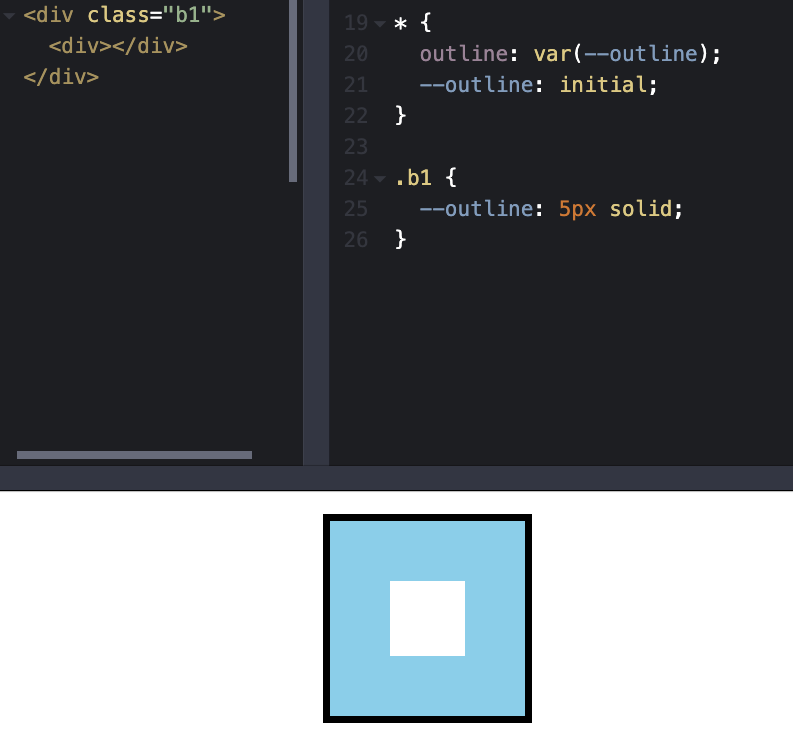 <div class="b1">
  <div></div>
</div>
19 * {
20   outline: var(--outline);
21   --outline: initial;
22 }
23
24 .b1 {
25   --outline: 5px solid;
26 }